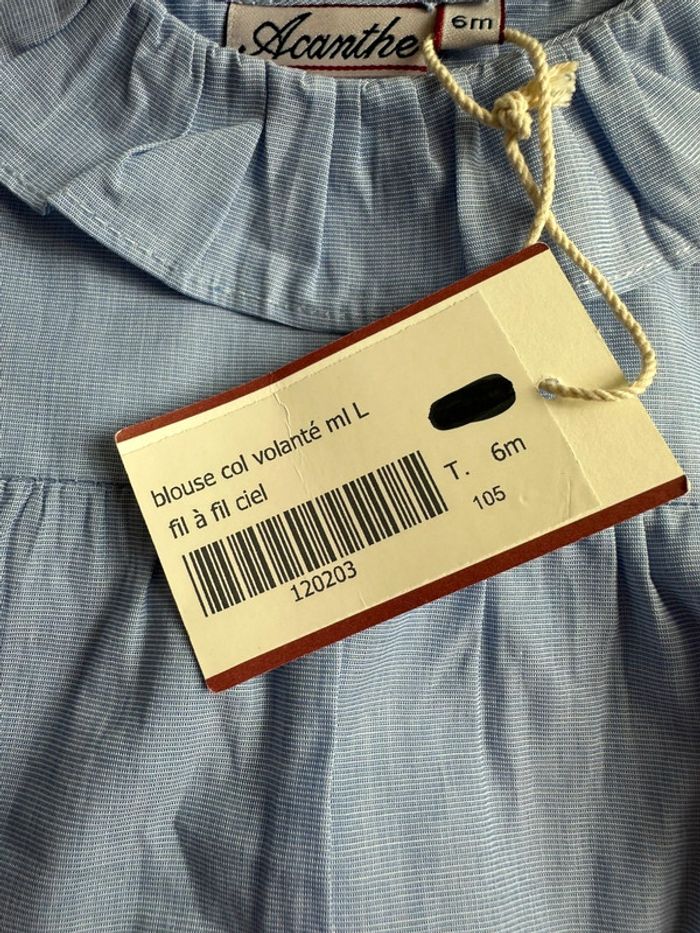 Acanthe
6m
blouse col volanté ml L
fil à fil ciel
T. 6m
105
120203